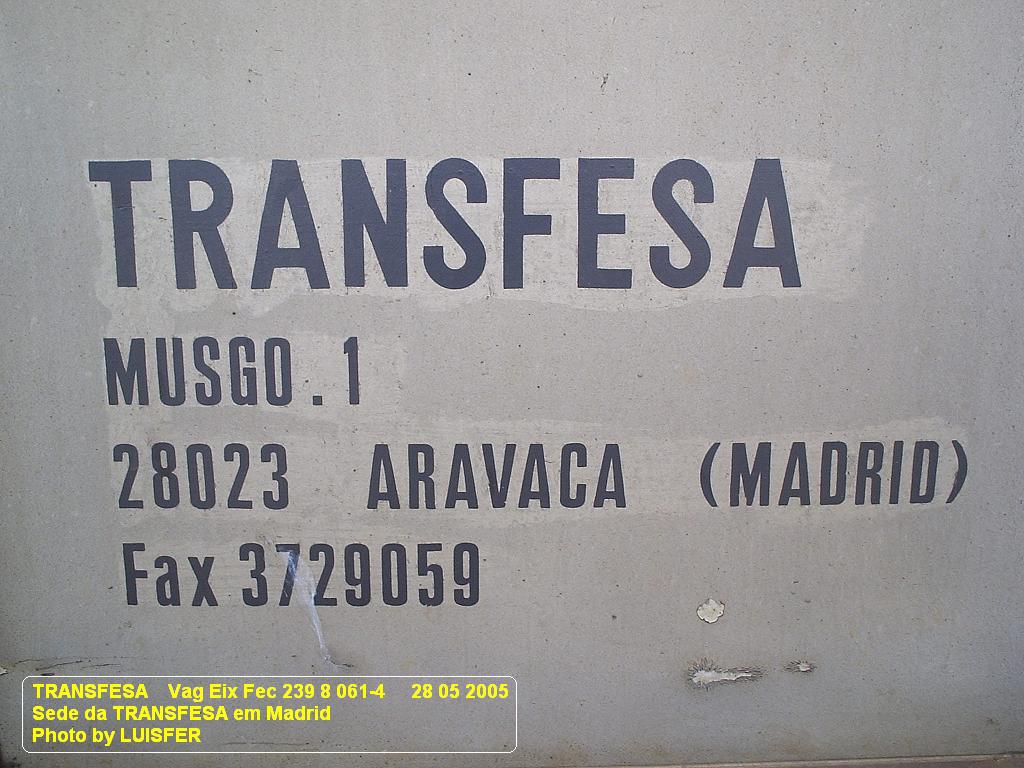 TRANSFESA
MUSGO . 1
28023 ARAVACA (MADRID)
Fax 3729059
TRANSFESA Vag Eix Fec 239 8 061-4 28 05 2005
Sede da TRANSFESA em Madrid
Photo by LUISFER